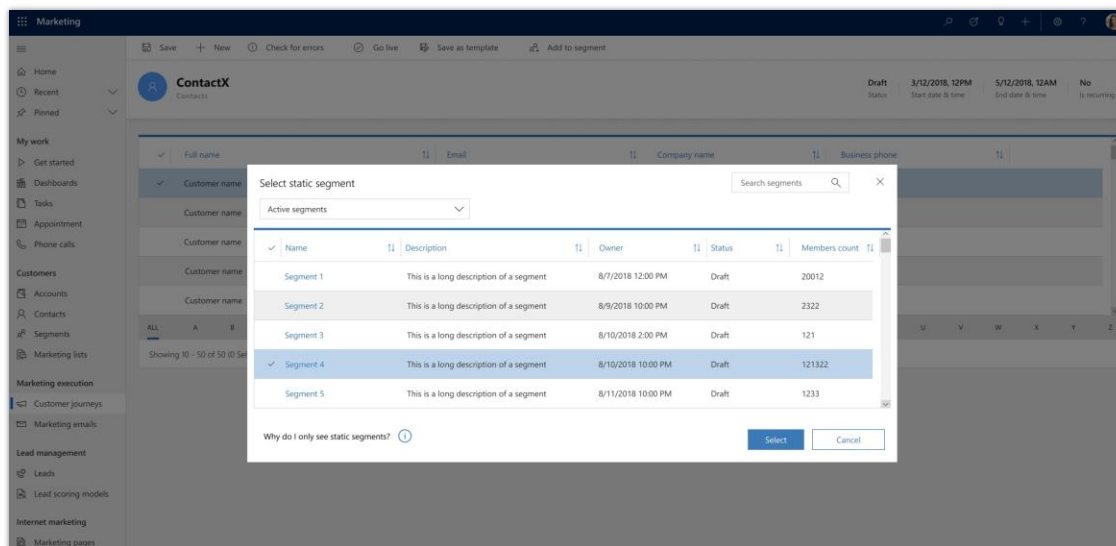 Marketing
Save New Check for errors Go live Save as template Add to segment
Home
Recent
Pinned
My work
Get started
Dashboards
Tasks
Appointment
Phone calls
Customers
Accounts
Contacts
Segments
Marketing lists
Marketing execution
Customer journeys
Marketing emails
Lead management
Leads
Lead scoring models
Internet marketing
Marketing pages
ContactX
Contact
Draft 3/12/2018, 12PM 5/12/2018, 12AM No
Status Start date & time End date & time Is recurring
Full name Email Company name Business phone
Customer name
Customer name
Customer name
Customer name
Customer name
ALL A B U V W X Y Z
Showing 10 - 50 of 50 (0 Sel
Select static segment
Search segments
Active segments
Name Description Owner Status Members count
Segment 1 This is a long description of a segment 8/7/2018 12:00 PM Draft 20012
Segment 2 This is a long description of a segment 8/9/2018 10:00 PM Draft 2322
Segment 3 This is a long description of a segment 8/10/2018 2:00 PM Draft 121
Segment 4 This is a long description of a segment 8/10/2018 10:00 PM Draft 121322
Segment 5 This is a long description of a segment 8/11/2018 10:00 PM Draft 1233
Why do I only see static segments?
Select Cancel